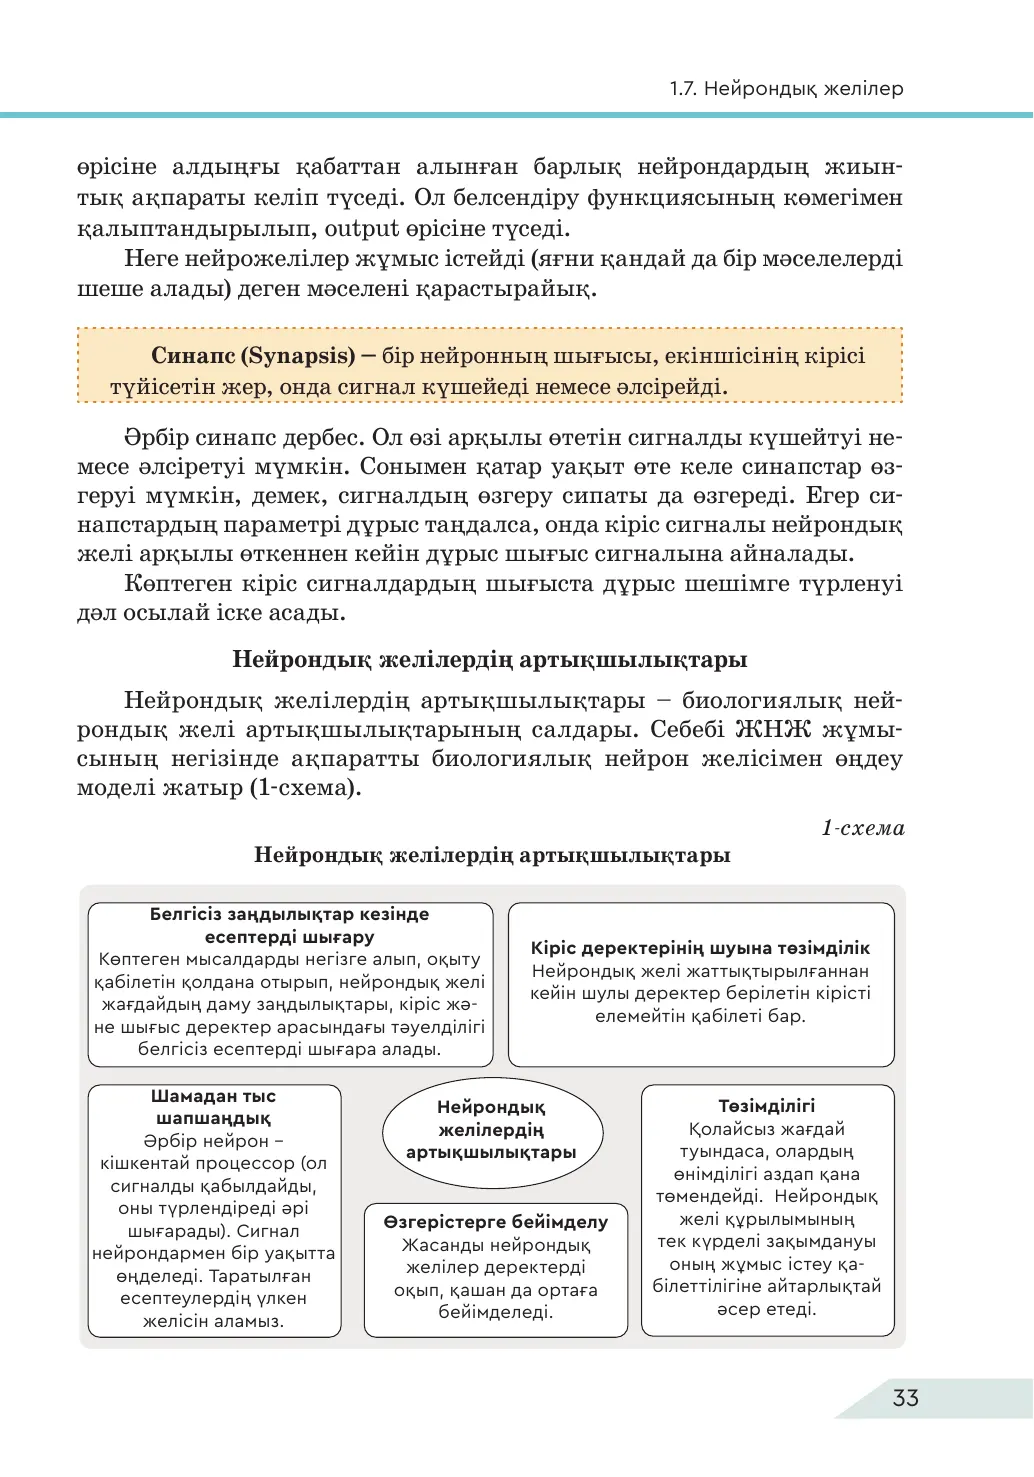 1.7. Нейрондық желілер
өрісіне алдыңғы қабаттан алынған барлық нейрондардың жиын-
тық ақпараты келіп түседі. Ол белсендіру функциясының көмегімен
қалыптандырылып, output өрісіне түседі.
Неге нейрожелілер жұмыс істейді (яғни қандай да бір мәселелерді
шеше алады) деген мәселені қарастырайық.
Синапс (Synapsis) – бір нейронның шығысы, екіншісінің кірісі
түйісетін жер, онда сигнал күшейеді немесе әлсірейді.
Әрбір синапс дербес. Ол өзі арқылы өтетін сигналды күшейтуі не-
месе әлсіретуі мүмкін. Сонымен қатар уақыт өте келе синапстар өз-
геруі мүмкін, демек, сигналдың өзгеру сипаты да өзгереді. Егер си-
напстардың параметрі дұрыс таңдалса, онда кіріс сигналы нейрондық
желі арқылы өткеннен кейін дұрыс шығыс сигналына айналады.
Көптеген кіріс сигналдардың шығыста дұрыс шешімге түрленуі
дәл осылай іске асады.
Нейрондық желілердің артықшылықтары
Нейрондық желілердің артықшылықтары – биологиялық ней-
рондық желі артықшылықтарының салдары. Себебі ЖНЖ жұмы-
сының негізінде ақпаратты биологиялық нейрон желісімен өңдеу
моделі жатыр (1-схема).
1-схема
Нейрондық желілердің артықшылықтары
Белгісіз заңдылықтар кезінде
есептерді шығару
Көптеген мысалдарды негізге алып, оқыту
қабілетін қолдана отырып, нейрондық желі
жағдайдың даму заңдылықтары, кіріс жә-
не шығыс деректер арасындағы тәуелділігі
белгісіз есептерді шығара алады.
Кіріс деректерінің шуына төзімділік
Нейрондық желі жаттықтырылғаннан
кейін шулы деректер берілетін кірісті
елемейтін қабілеті бар.
Шамадан тыс
шапшаңдық
Әрбір нейрон –
кішкентай процессор (ол
сигналды қабылдайды,
оны түрлендіреді әрі
шығарады). Сигнал
нейрондармен бір уақытта
өңделеді. Таратылған
есептеулердің үлкен
желісін аламыз.
Нейрондық
желілердің
артықшылықтары
Өзгерістерге бейімделу
Жасанды нейрондық
желілер деректерді
оқып, қашан да ортаға
бейімделеді.
Төзімділігі
Қолайсыз жағдай
туындаса, олардың
өнімділігі аздап қана
төмендейді. Нейрондық
желі құрылымының
тек күрделі зақымдануы
оның жұмыс істеу қа-
білеттілігіне айтарлықтай
әсер етеді.
33